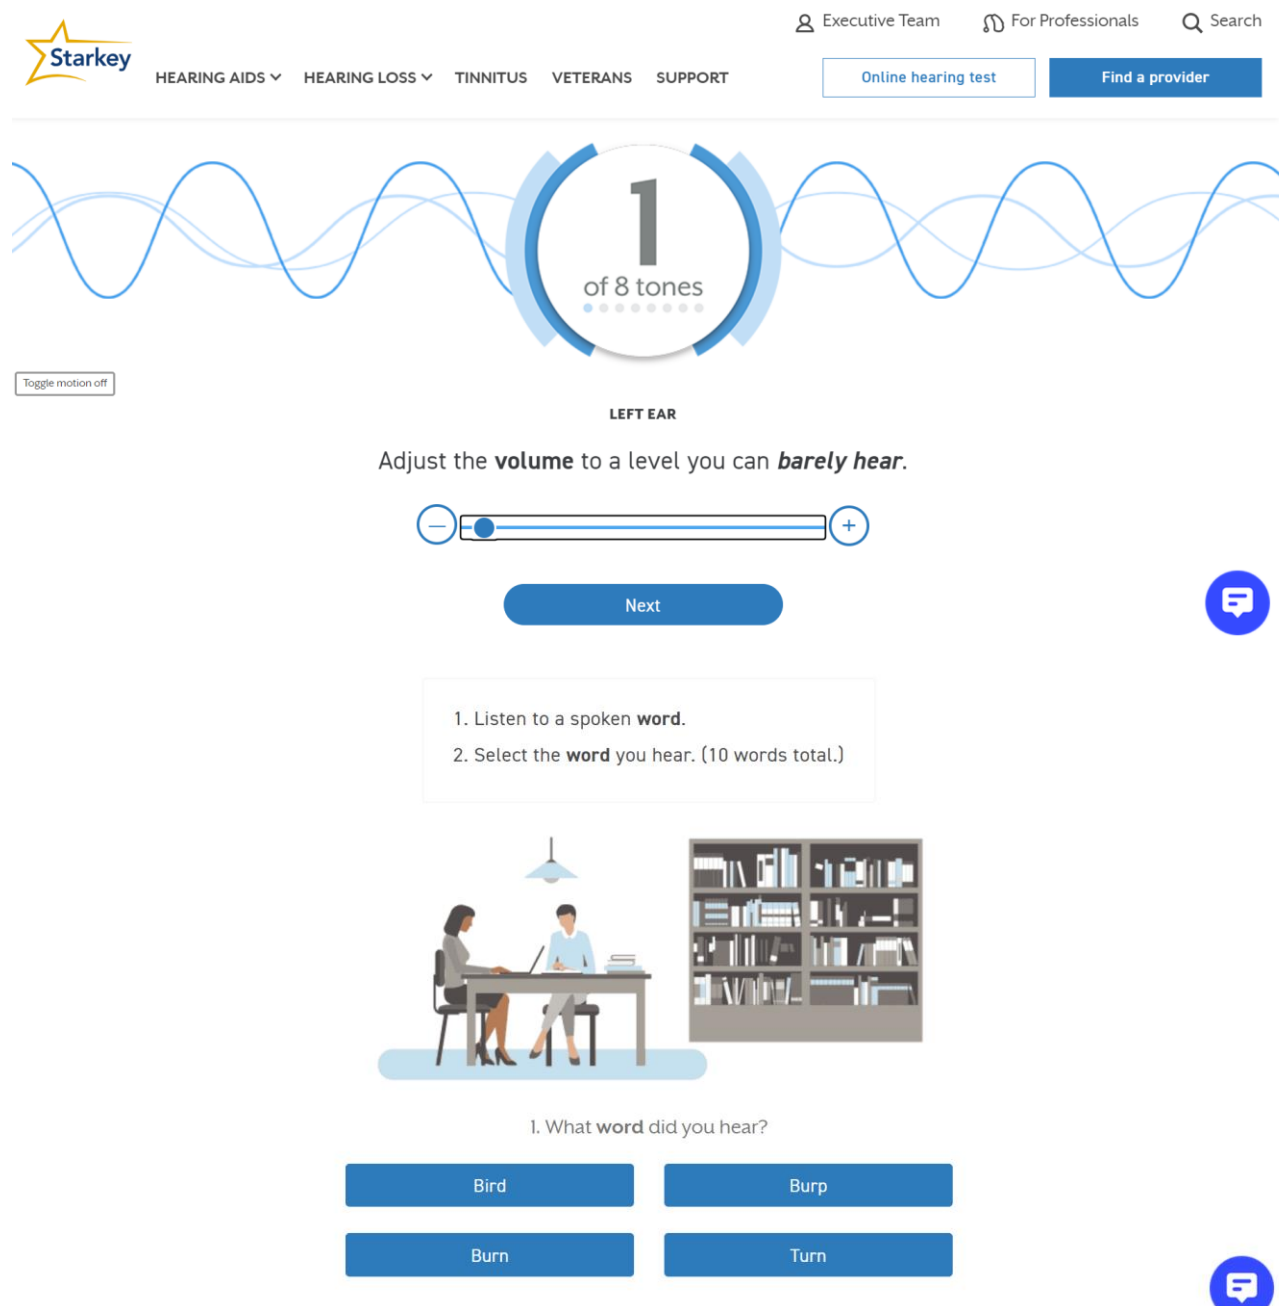 Executive Team For Professionals Search
Starkey
HEARING AIDS HEARING LOSS TINNITUS VETERANS SUPPORT Online hearing test Find a provider
1
of 8 tones
Toggle motion off
LEFT EAR
Adjust the volume to a level you can barely hear.
— +
Next
1. Listen to a spoken word.
2. Select the word you hear. (10 words total.)
1. What word did you hear?
Bird Burp
Burn Turn